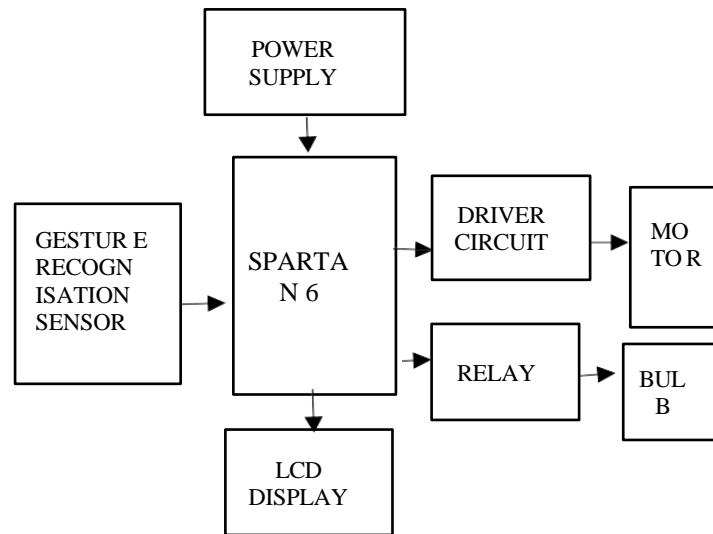 POWER
SUPPLY
GESTUR E
RECOGN
ISATION
SENSOR
SPARTA
N 6
DRIVER
CIRCUIT
MO
TO R
RELAY
BUL
B
LCD
DISPLAY